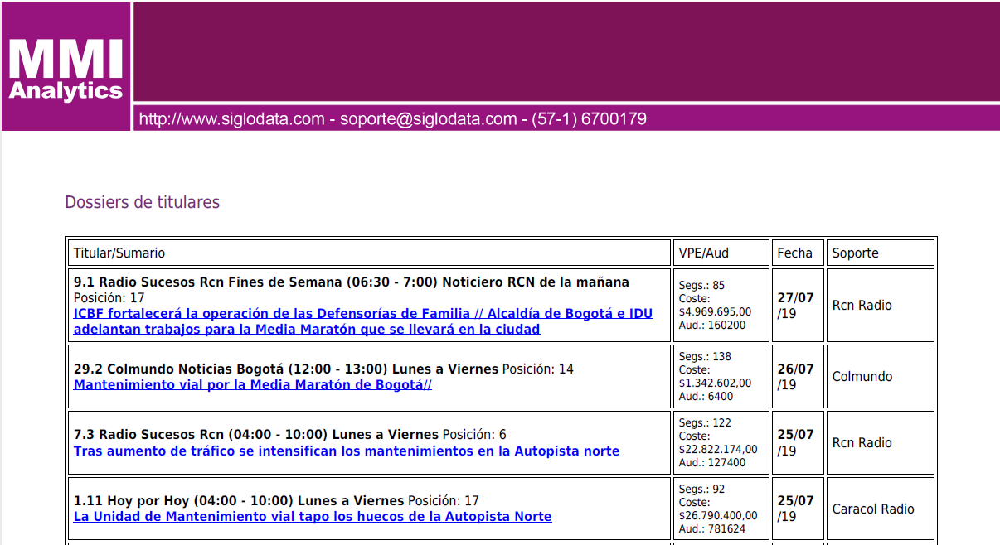 MMI
Analytics
http://www.siglodata.com - soporte@siglodata.com - (57-1) 6700179
Dossiers de titulares
Titular/Sumario VPE/Aud Fecha Soporte
9.1 Radio Sucesos Rcn Fines de Semana (06:30 - 7:00) Noticiero RCN de la mañana
Posición: 17
ICBF fortalecerá la operación de las Defensorías de Familia // Alcaldía de Bogotá e IDU
adelantan trabajos para la Media Maratón que se llevará en la ciudad
Segs.: 85
Coste:
$4.969.695,00
Aud.: 160200
27/07
/19
Rcn Radio
29.2 Colmundo Noticias Bogotá (12:00 - 13:00) Lunes a Viernes Posición: 14
Mantenimiento vial por la Media Maratón de Bogotá//
Segs.: 138
Coste:
$1.342.602,00
Aud.: 6400
26/07
/19
Colmundo
7.3 Radio Sucesos Rcn (04:00 - 10:00) Lunes a Viernes Posición: 6
Tras aumento de tráfico se intensifican los mantenimientos en la Autopista norte
Segs.: 122
Coste:
$22.822.174,00
Aud.: 127400
25/07
/19
Rcn Radio
1.11 Hoy por Hoy (04:00 - 10:00) Lunes a Viernes Posición: 17
La Unidad de Mantenimiento vial tapo los huecos de la Autopista Norte
Segs.: 92
Coste:
$26.790.400,00
Aud.: 781624
25/07
/19
Caracol Radio